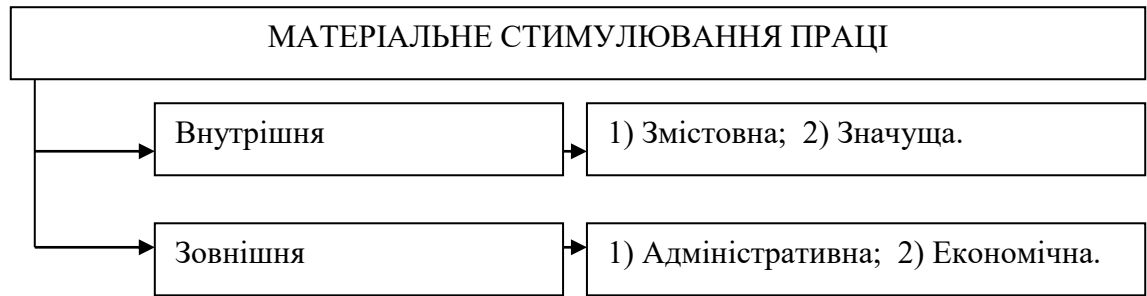 МАТЕРІАЛЬНЕ СТИМУЛЮВАННЯ ПРАЦІ
Внутрішня
1) Змістовна; 2) Значуща.
Зовнішня
1) Адміністративна; 2) Економічна.